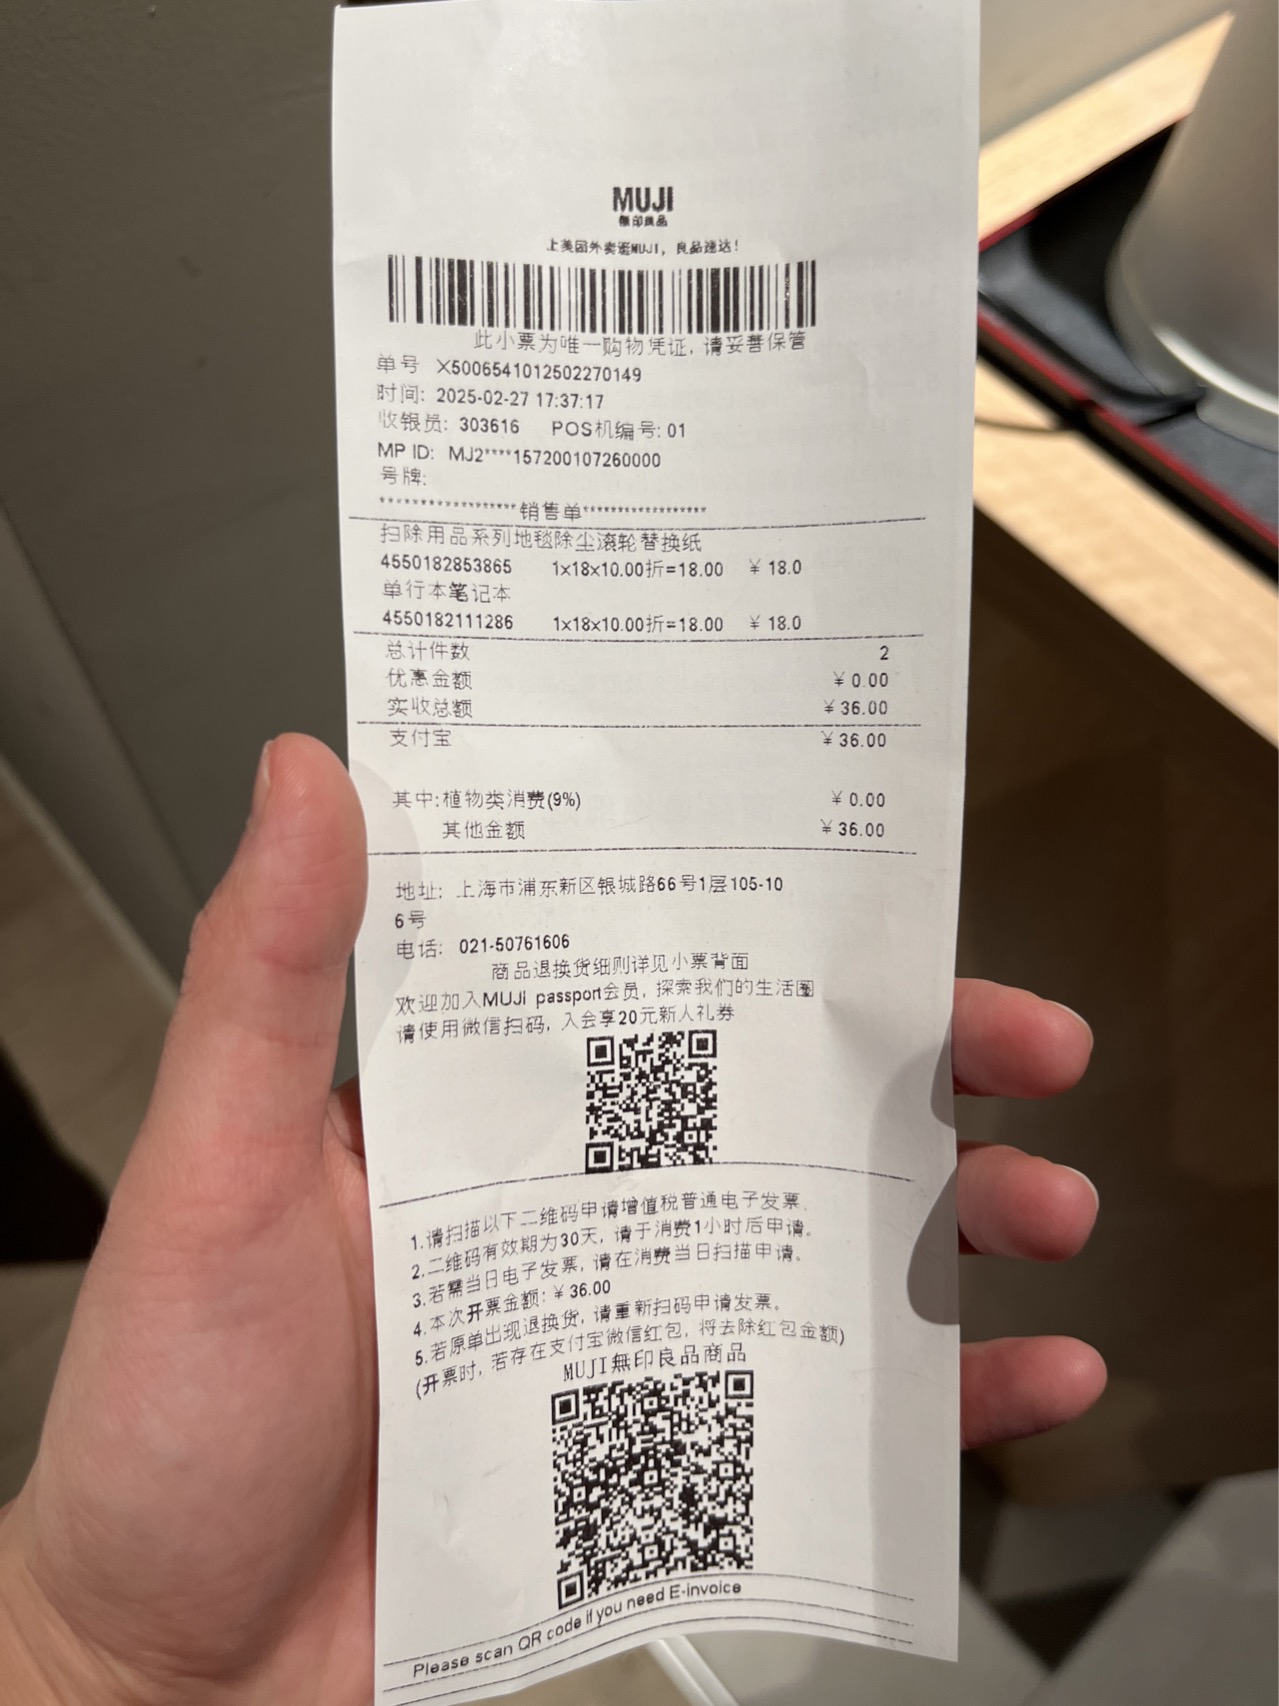 MUJI
無印良品
上美团外卖逛MUJI，良品速达！
此小票为唯一购物凭证，请妥善保管
单号 X5006541012502270149
时间: 2025-02-27 17:37:17
收银员: 303616 POS机编号: 01
MP ID: MJ2****157200107260000
号牌:
******************销售单******************
扫除用品系列地毯除尘滚轮替换纸
4550182853865 1x18x10.00折=18.00 ¥ 18.0
单行本笔记本
4550182111286 1x18x10.00折=18.00 ¥ 18.0
总计件数 2
优惠金额 ¥ 0.00
实收总额 ¥ 36.00
支付宝 ¥ 36.00
其中:植物类消费(9%) ¥ 0.00
其他金额 ¥ 36.00
地址: 上海市浦东新区银城路66号1层105-10
6号
电话: 021-50761606
商品退换货细则详见小票背面
欢迎加入MUJI passport会员, 探索我们的生活圈
请使用微信扫码, 入会享20元新人礼券
1.请扫描以下二维码申请增值税普通电子发票.
2.二维码有效期为30天, 请于消费1小时后申请。
3.若需当日电子发票, 请在消费当日扫描申请。
4.本次开票金额: ¥ 36.00
5.若原单出现退换货, 请重新扫码申请发票。
(开票时, 若存在支付宝微信红包, 将去除红包金额)
MUJI無印良品商品
Please scan QR code if you need E-invoice